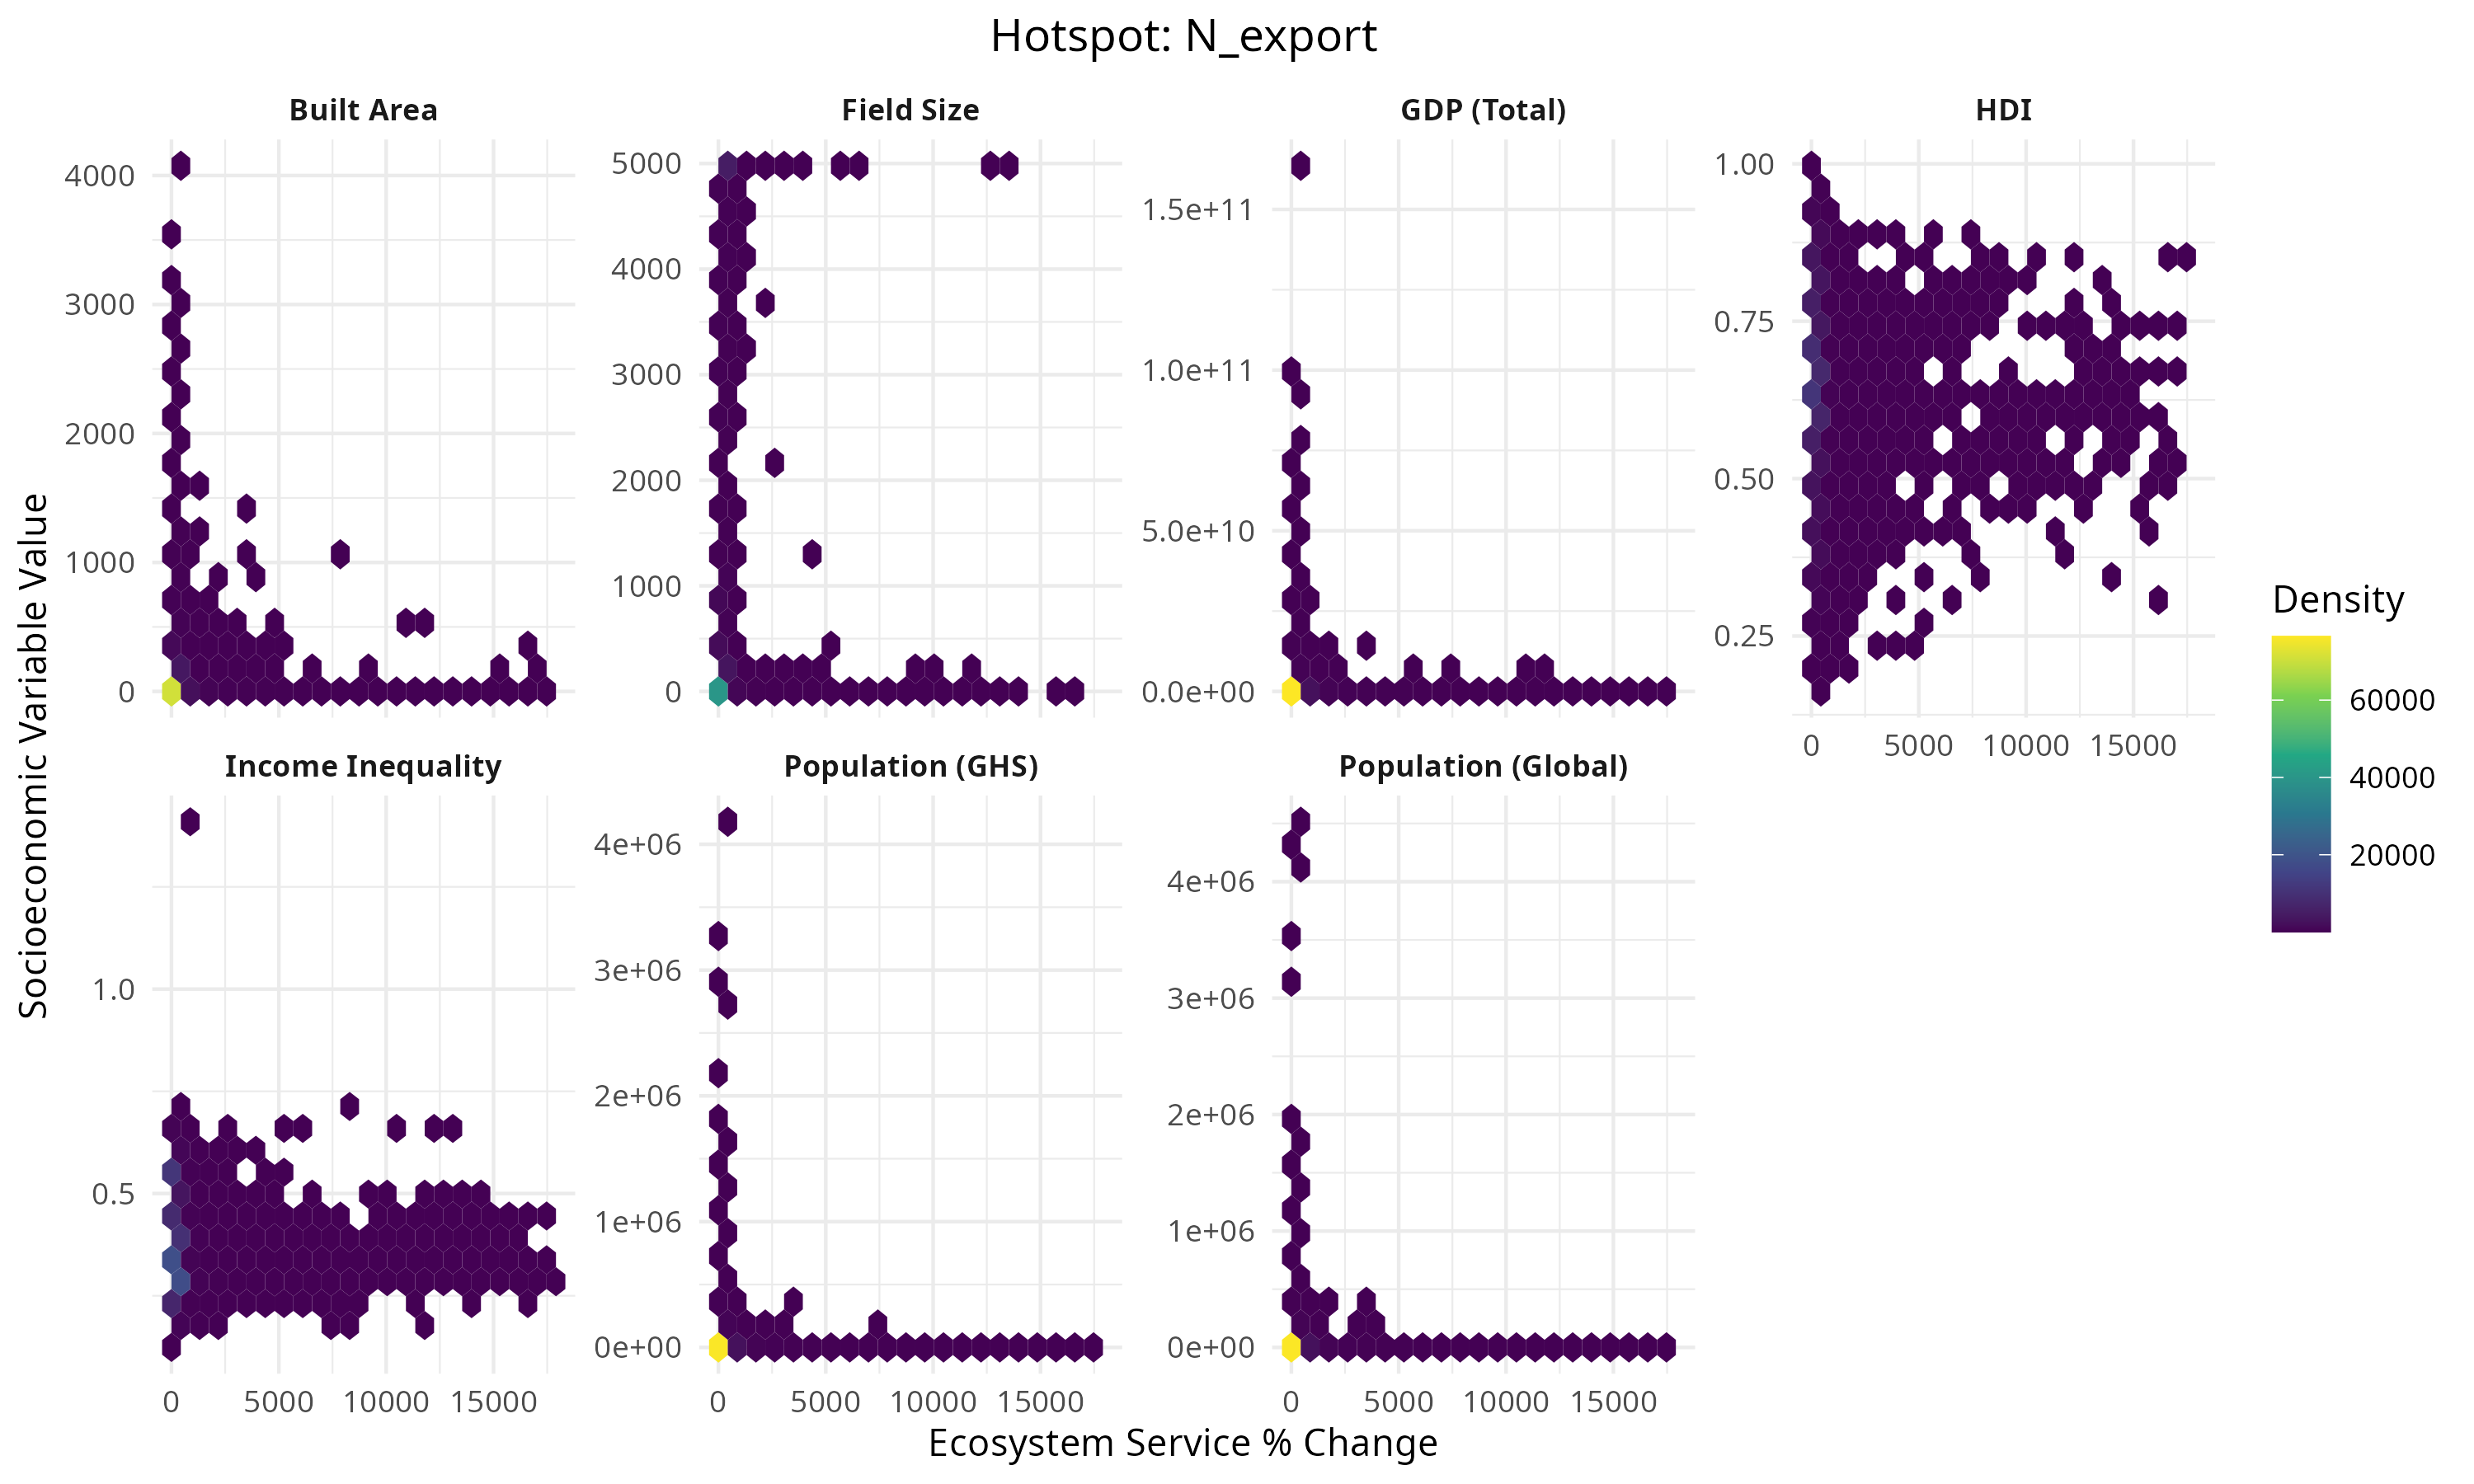 Hotspot: N_export
Built Area
Field Size
GDP (Total)
HDI
4000
3000
2000
1000
0
5000
4000
3000
2000
1000
0
1.5e+11
1.0e+11
5.0e+10
0.0e+00
1.00
0.75
0.50
0.25
0 5000 10000 15000
Income Inequality
Population (GHS)
Population (Global)
1.0
0.5
4e+06
3e+06
2e+06
1e+06
0e+00
4e+06
3e+06
2e+06
1e+06
0e+00
0 5000 10000 15000
0 5000 10000 15000
0 5000 10000 15000
Ecosystem Service % Change
Socioeconomic Variable Value
Density
60000
40000
20000